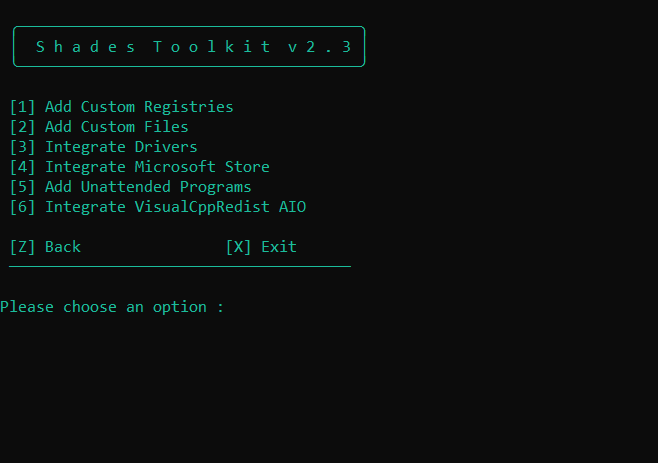 Shades Toolkit v2.3
[1] Add Custom Registries
[2] Add Custom Files
[3] Integrate Drivers
[4] Integrate Microsoft Store
[5] Add Unattended Programs
[6] Integrate VisualCppRedist AIO
[Z] Back [X] Exit
Please choose an option :